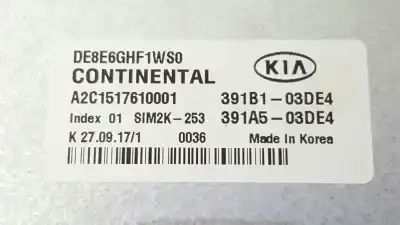 DE8E6GHF1WS0
CONTINENTAL
KIA
A2C1517610001 391B1-03DE4
Index 01 SIM2K-253 391A5-03DE4
K 27.09.17/1 0036 Made in Korea